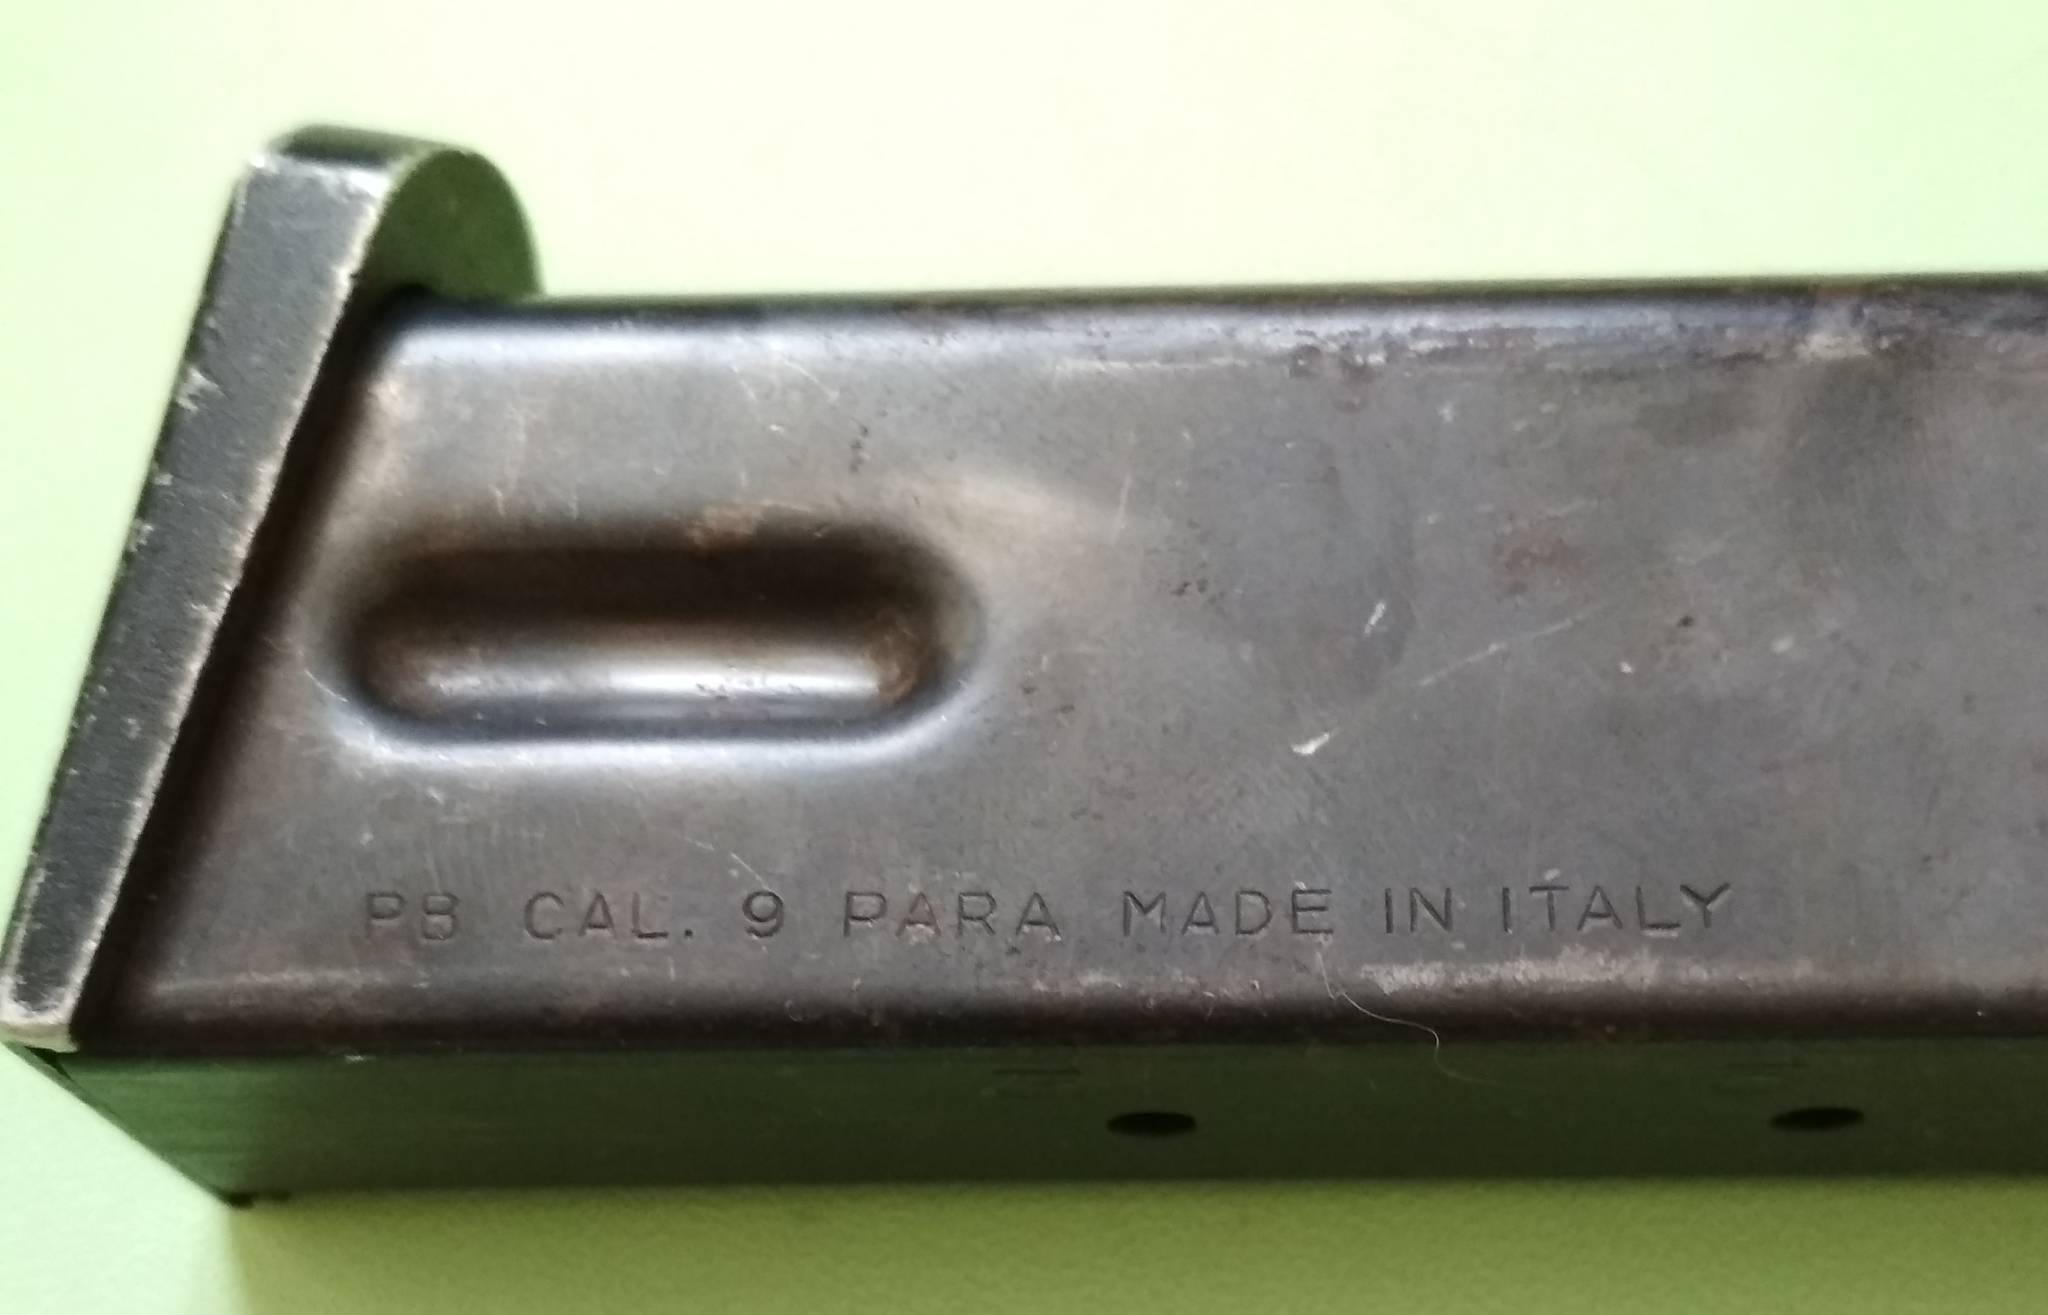 PB CAL. 9 PARA MADE IN ITALY